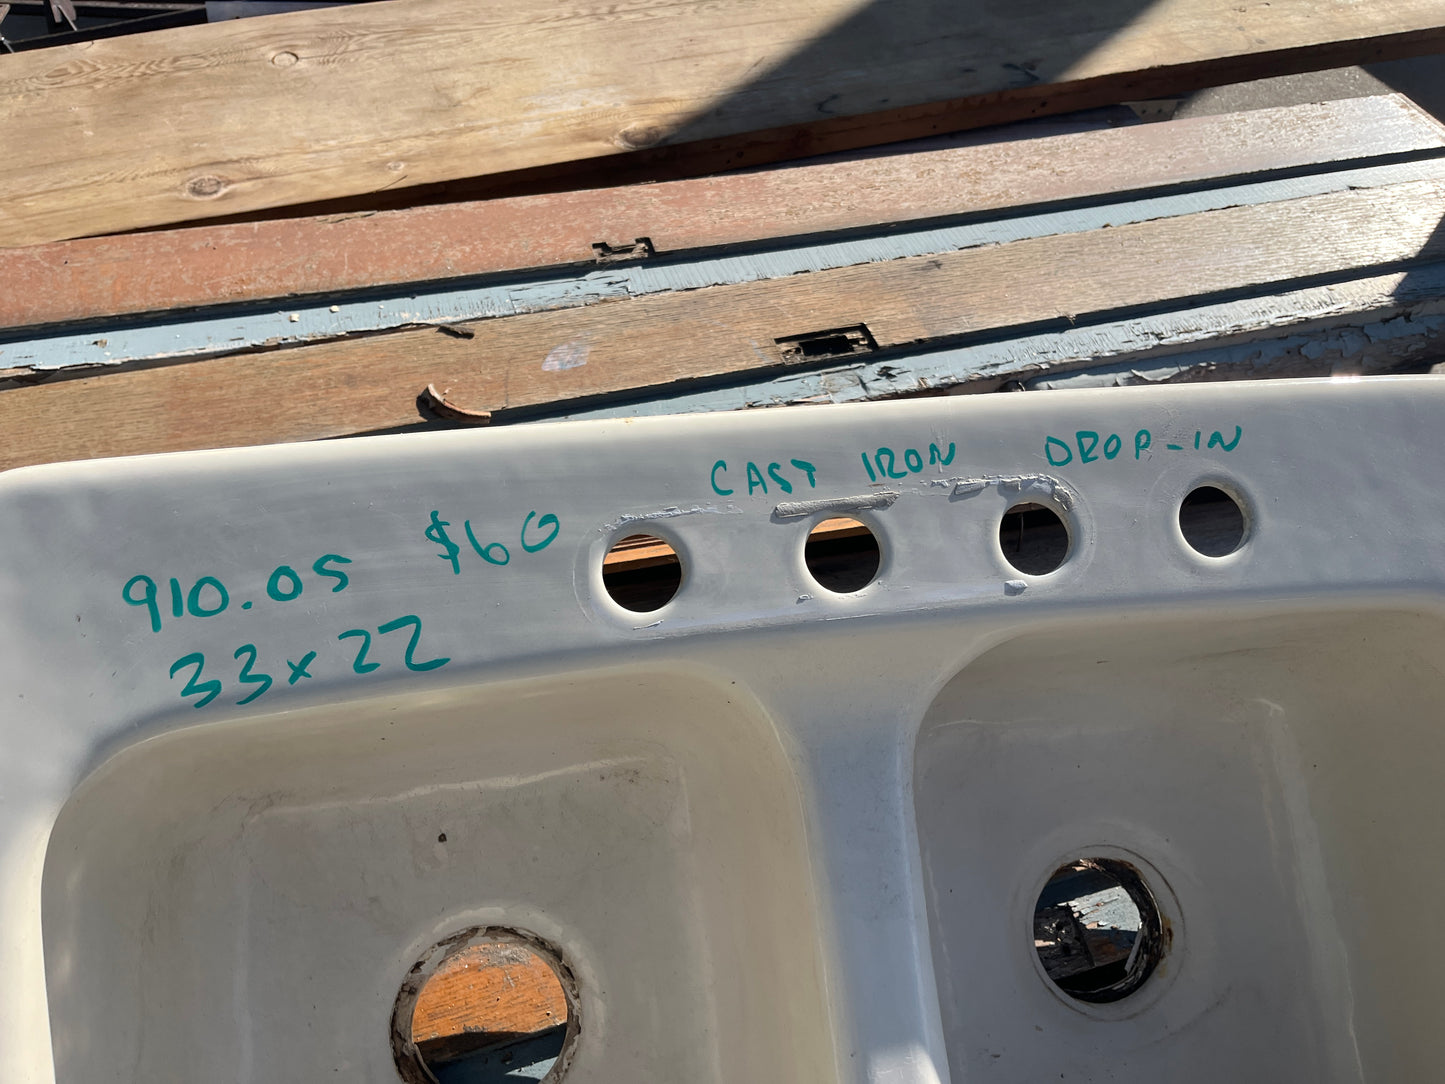 CAST IRON DROP-IN
910.05 $60
33x22